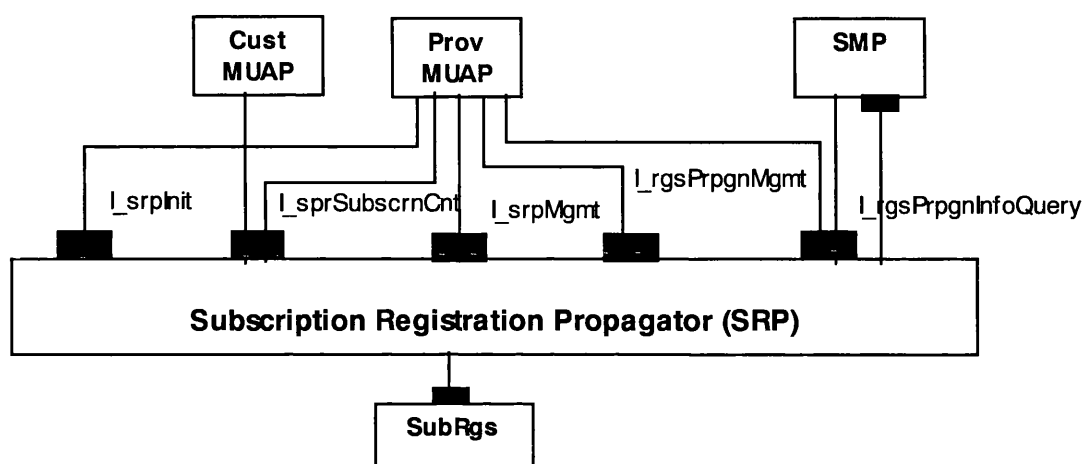 Cust
MUAP
Prov
MUAP
SMP
I_srpInit
I_sprSubscrnCnt
I_srpMgmt
I_rgsPrpgnMgmt
I_rgsPrpgnInfoQuery
Subscription Registration Propagator (SRP)
SubRgs